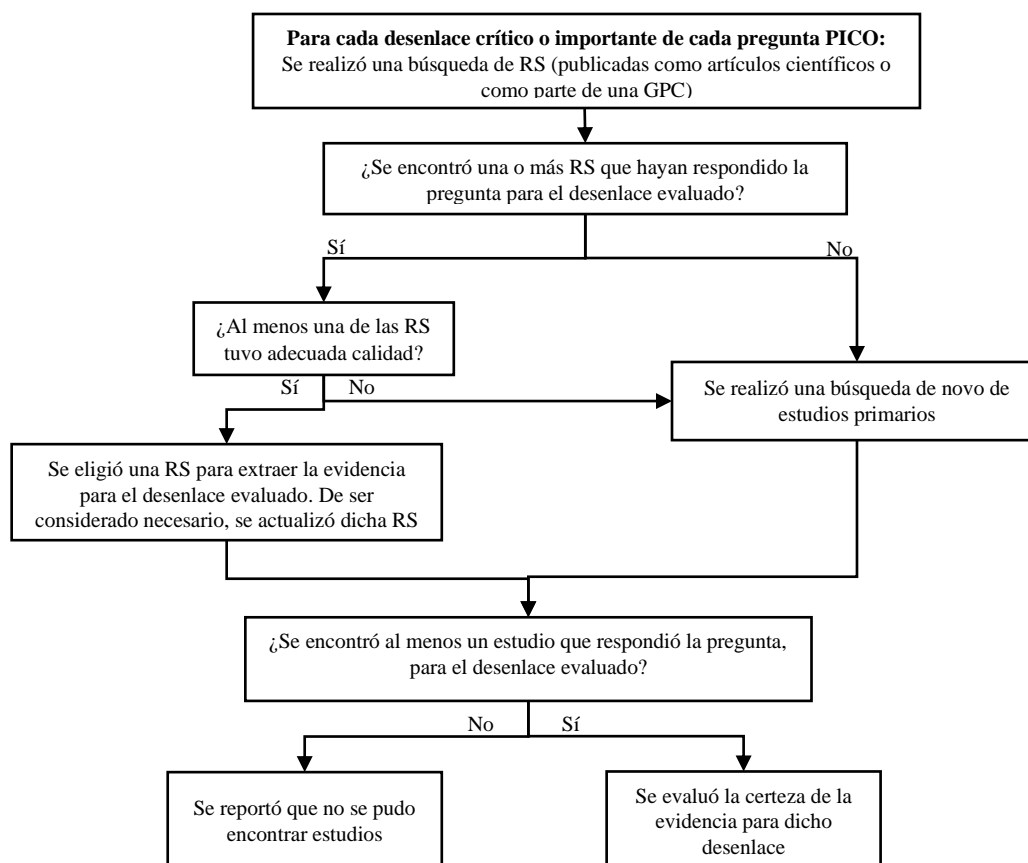 Para cada desenlace crítico o importante de cada pregunta PICO:
Se realizó una búsqueda de RS (publicadas como artículos científicos o
como parte de una GPC)
¿Se encontró una o más RS que hayan respondido la
pregunta para el desenlace evaluado?
Sí
No
¿Al menos una de las RS
tuvo adecuada calidad?
Sí
No
Se realizó una búsqueda de novo de
estudios primarios
Se eligió una RS para extraer la evidencia
para el desenlace evaluado. De ser
considerado necesario, se actualizó dicha RS
¿Se encontró al menos un estudio que respondió la pregunta,
para el desenlace evaluado?
No
Sí
Se reportó que no se pudo
encontrar estudios
Se evaluó la certeza de la
evidencia para dicho
desenlace